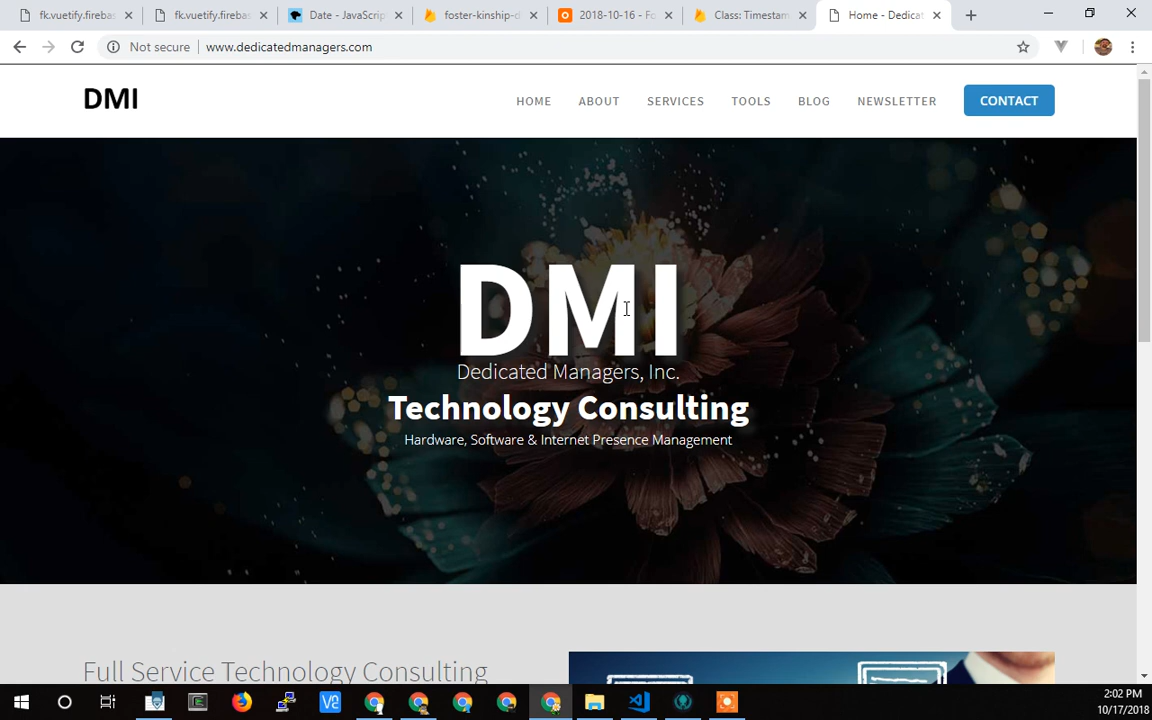 fk.vuetify.firebas
fk.vuetify.firebas
Date - JavaScrip
foster-kinship-d
2018-10-16 - Fo
Class: Timestam
Home - Dedicat
Not secure
www.dedicatedmanagers.com
DMI
HOME
ABOUT
SERVICES
TOOLS
BLOG
NEWSLETTER
CONTACT
DMI
Dedicated Managers, Inc.
Technology Consulting
Hardware, Software & Internet Presence Management
Full Service Technology Consulting
2:02 PM
10/17/2018